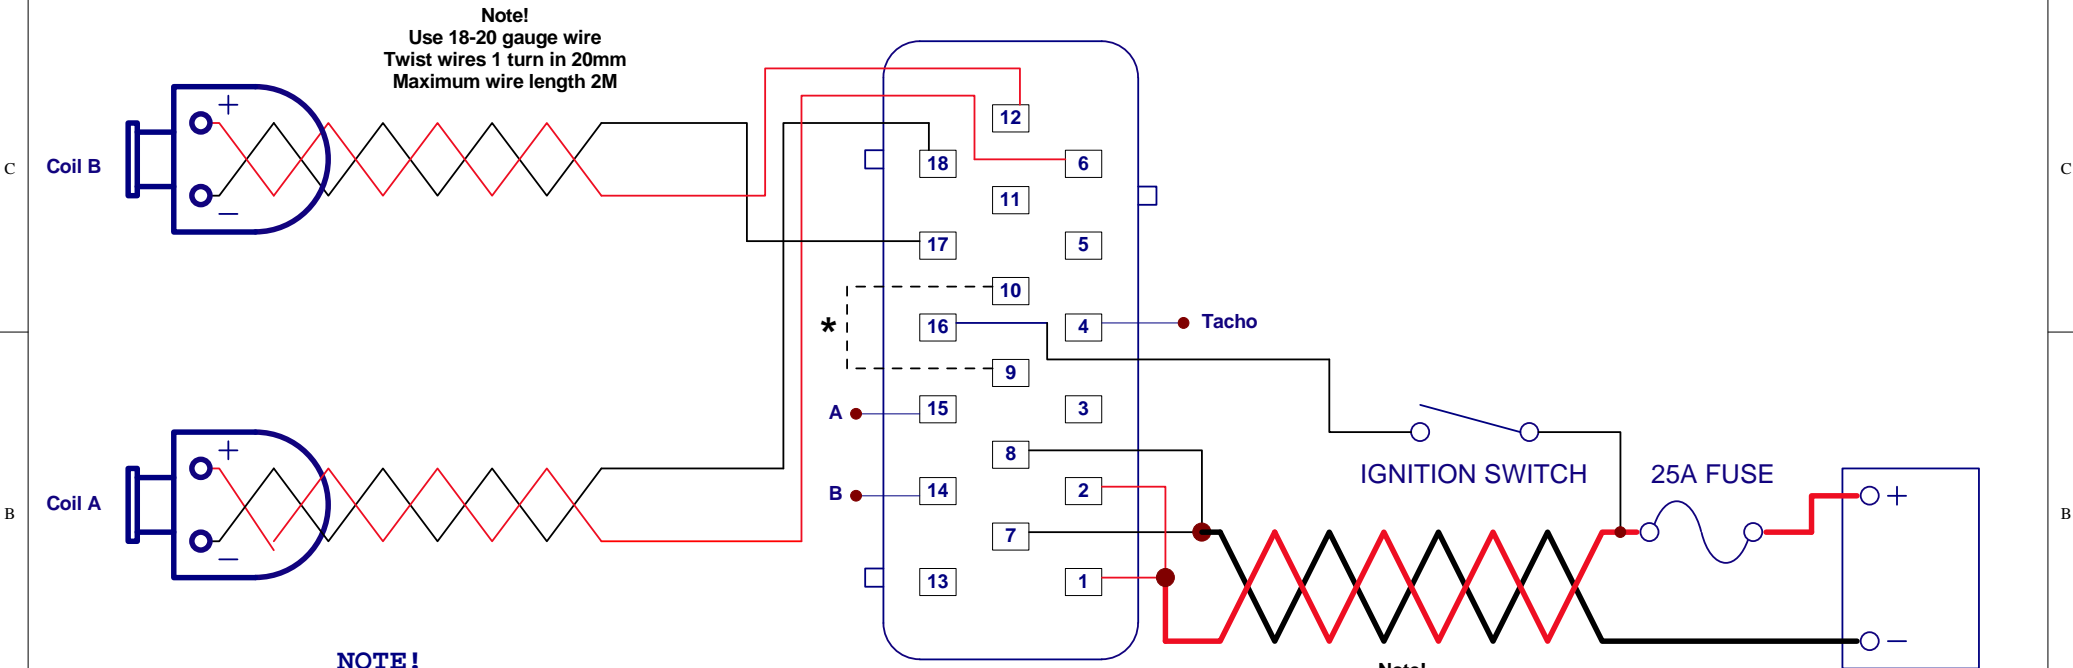 Note!
Use 18-20 gauge wire
Twist wires 1 turn in 20mm
Maximum wire length 2M
12
C
Coil B
+
−
18
6
C
11
17
5
10
*
16
4
Tacho
9
A
15
3
8
IGNITION SWITCH
25A FUSE
B
Coil A
+
−
B
14
2
+
−
B
7
13
1
NOTE!
Note!